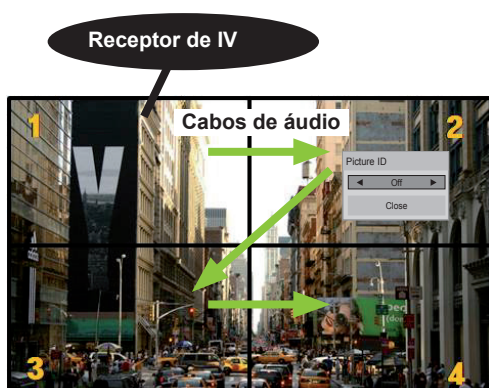 Receptor de IV
1
Cabos de áudio
2
Picture ID
◄ Off ►
Close
3
4